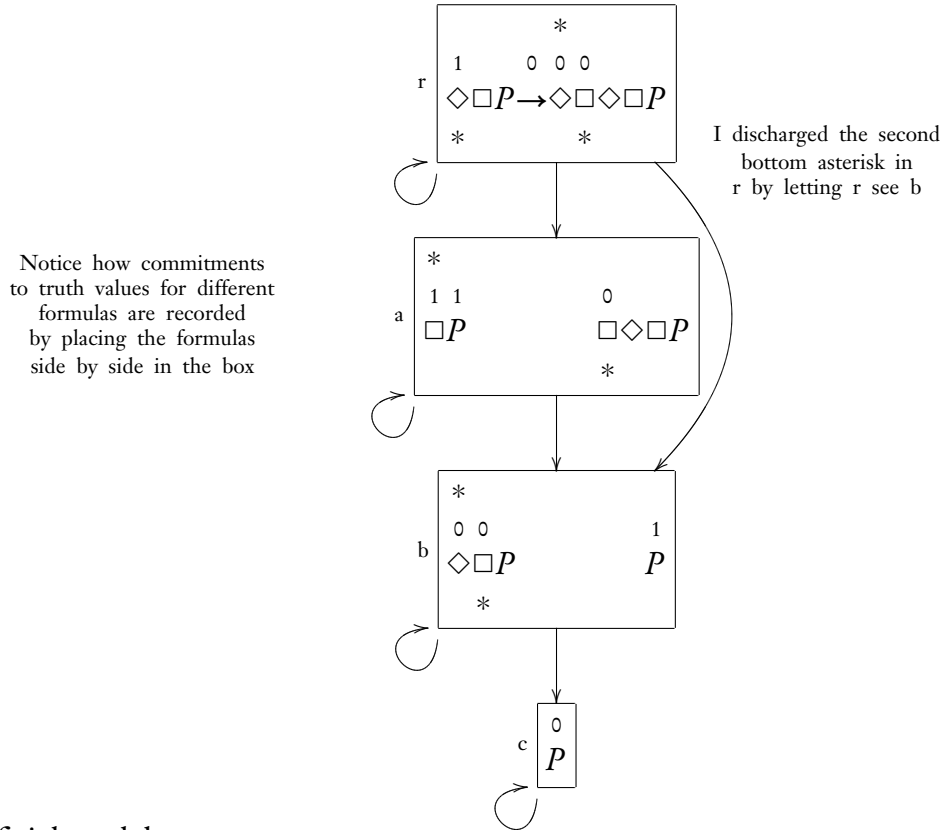 *
1 0 0 0
r
◇□P→◇□◇□P
* *
I discharged the second
bottom asterisk in
r by letting r see b
Notice how commitments
to truth values for different
formulas are recorded
by placing the formulas
side by side in the box
*
1 1 0
a
□P □◇□P
*
*
0 0 1
b
◇□P P
*
0
c
P